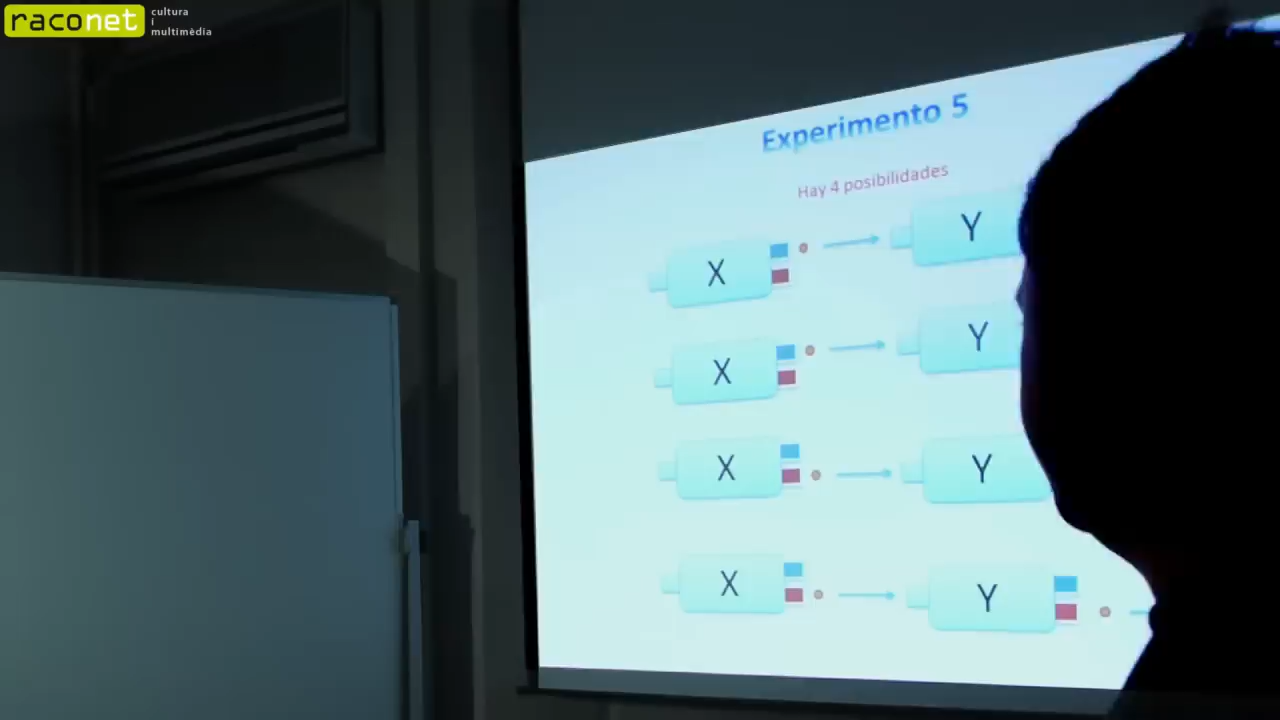 raconet
cultura
i
multimèdia
Experimento 5
Hay 4 posibilidades
X
Y
X
Y
X
Y
X
Y